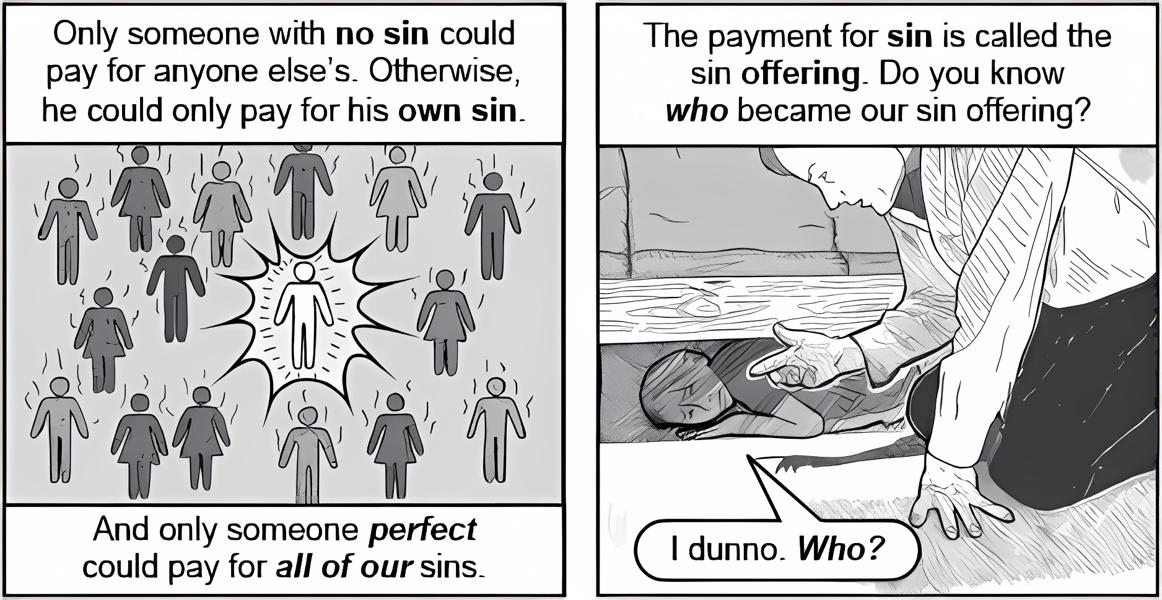 Only someone with no sin could
pay for anyone else's. Otherwise,
he could only pay for his own sin.
And only someone perfect
could pay for all of our sins.
The payment for sin is called the
sin offering. Do you know
who became our sin offering?
I dunno. Who?